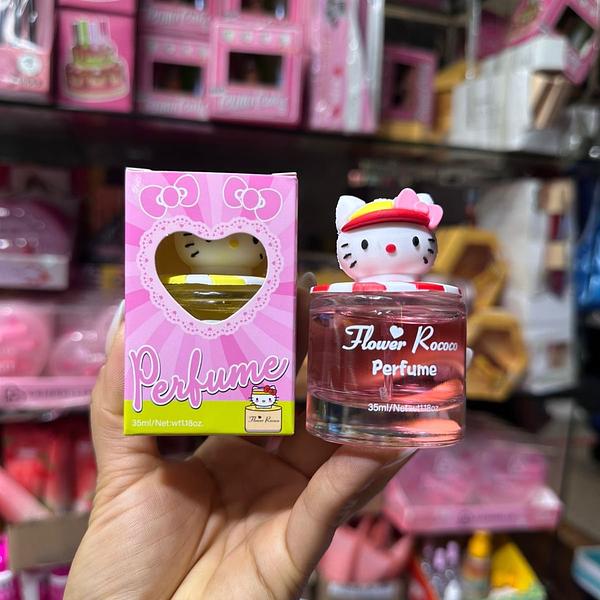 Perfume
35ml/Net:wt1.18oz.
Flower Rococo
Flower Rococo
Perfume
35ml/Net:wt1.18oz